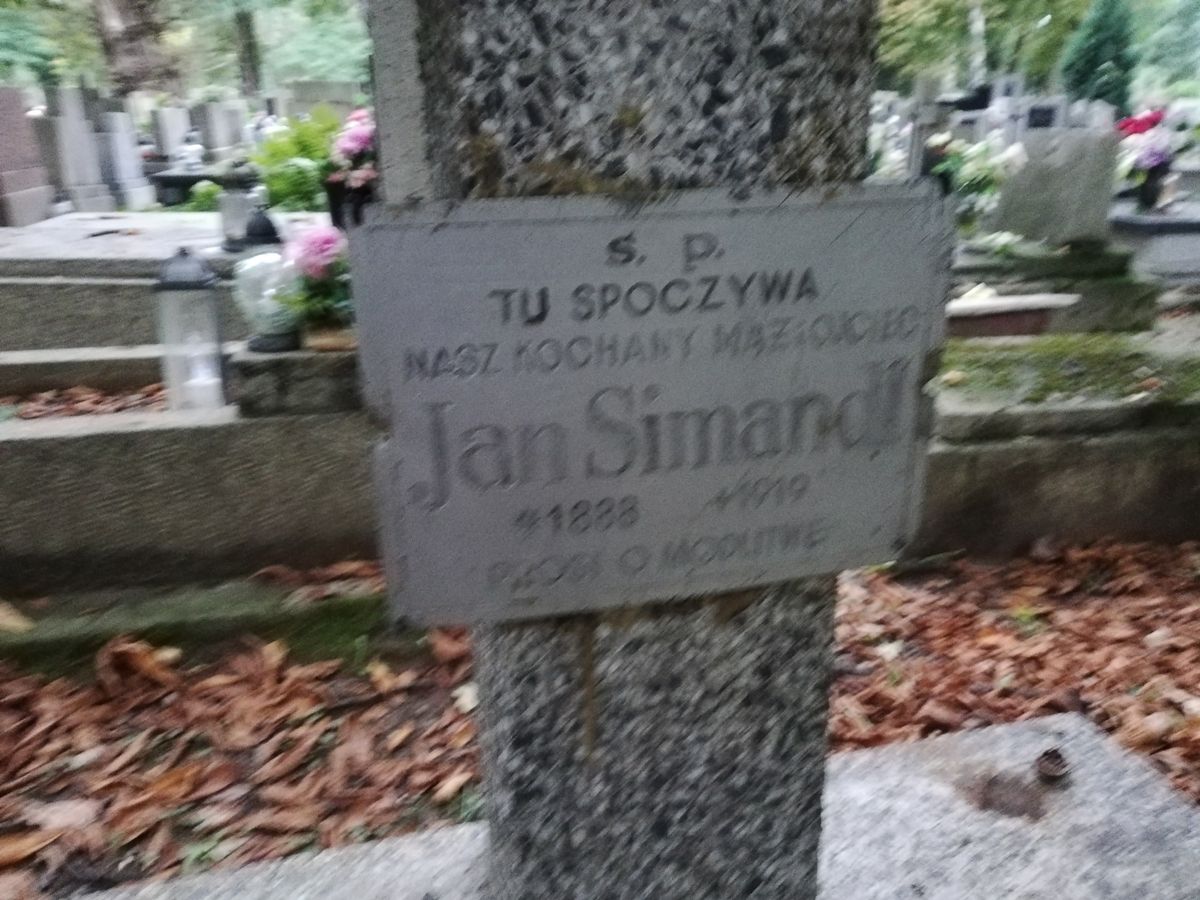 ś. p.
TU SPOCZYWA
NASZ KOCHANY MĄŻ I OJCIEC
Jan Simandl
*1888 +1919
PROSI O MODLITWĘ